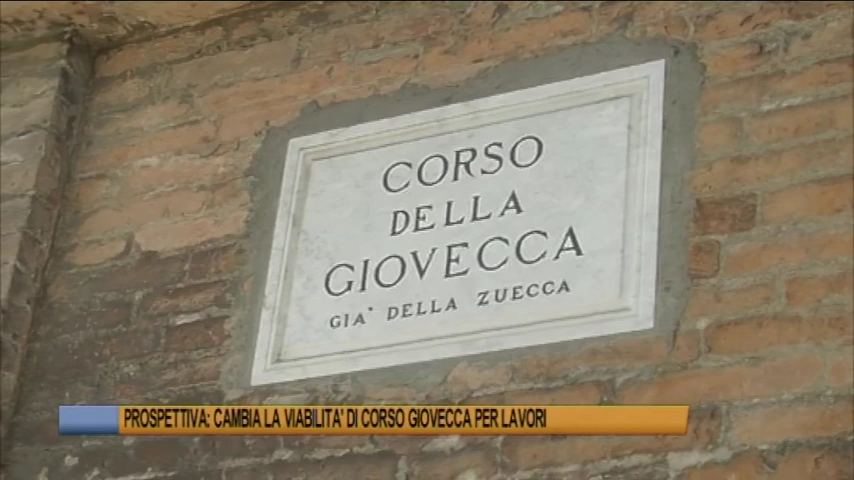 CORSO
DELLA
GIOVECCA
GIA' DELLA ZUECCA
PROSPETTIVA: CAMBIA LA VIABILITA' DI CORSO GIOVECCA PER LAVORI